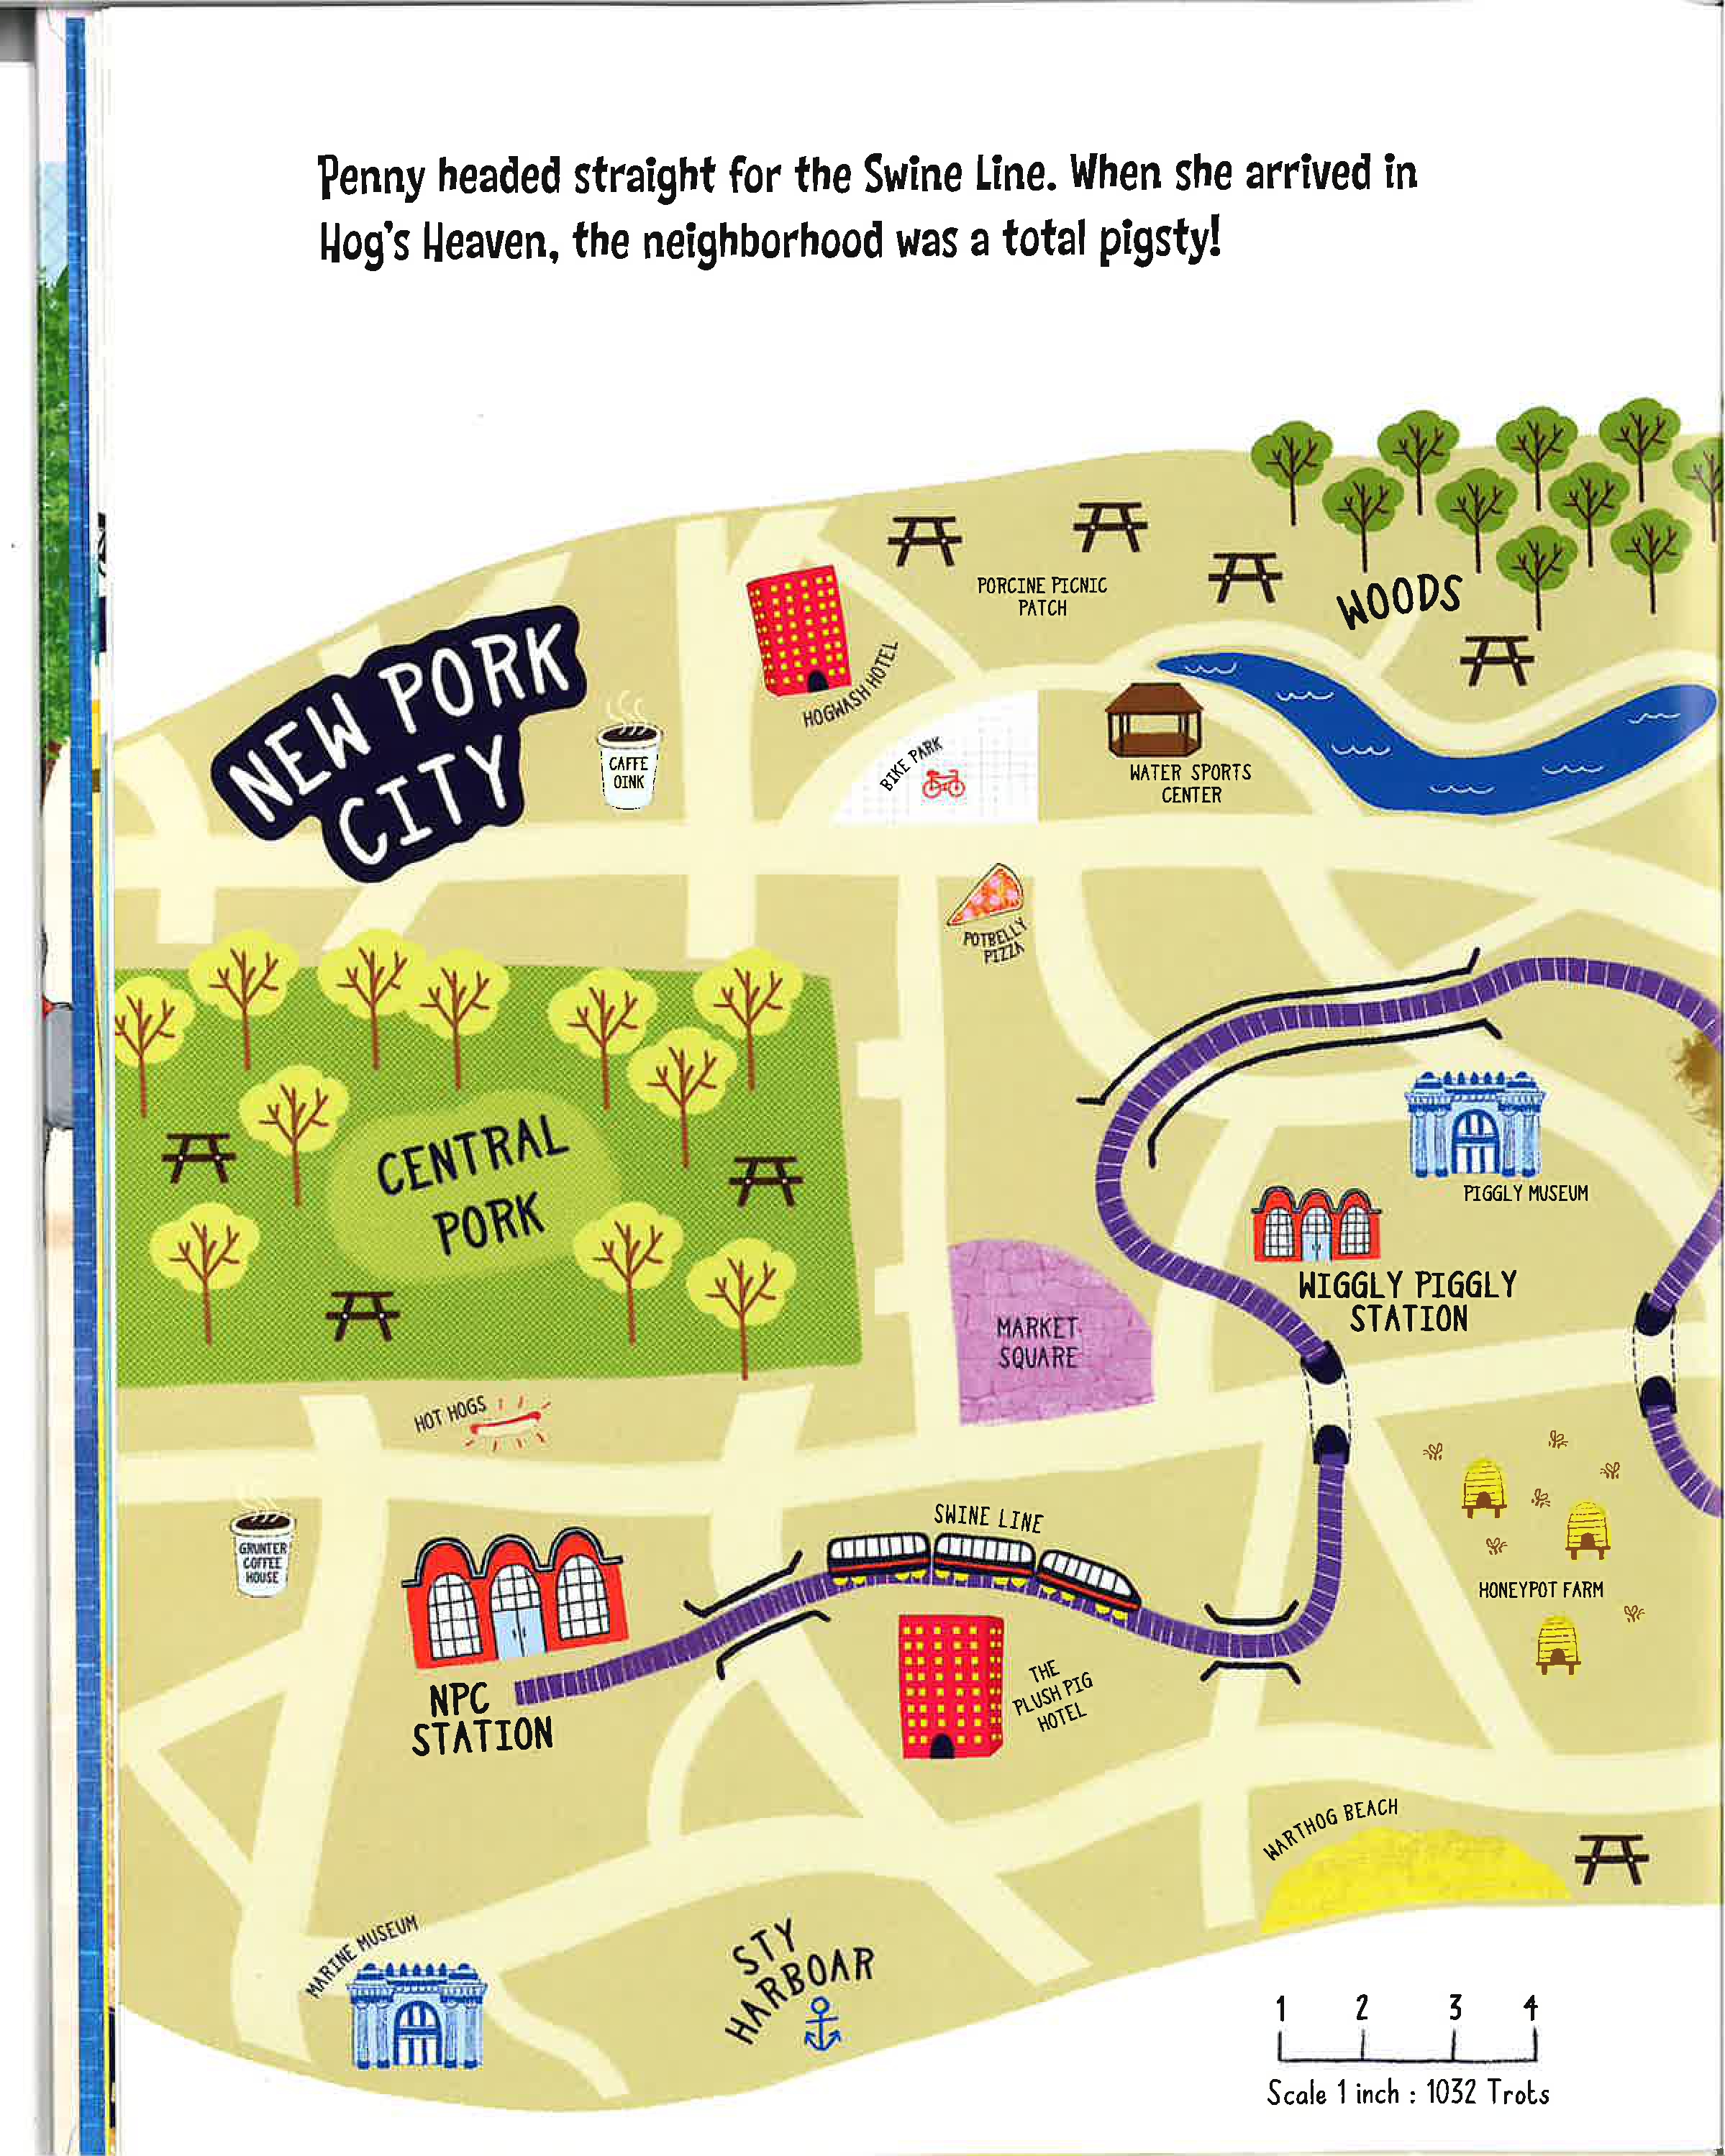 Penny headed straight for the Swine Line. When she arrived in
Hog's Heaven, the neighborhood was a total pigsty!
PORCINE PICNIC
PATCH
WOODS
NEW PORK
CITY
HOGWASH HOTEL
CAFFE
OINK
BIKE PARK
WATER SPORTS
CENTER
POTBELLY
PIZZA
CENTRAL
PORK
PIGGLY MUSEUM
WIGGLY PIGGLY
STATION
MARKET
SQUARE
HOT HOGS
GRUNTER
COFFEE
HOUSE
SWINE LINE
HONEYPOT FARM
THE
PLUSH PIG
HOTEL
NPC
STATION
WARTHOG BEACH
MARINE MUSEUM
STY
HARBOAR
1 2 3 4
Scale 1 inch : 1032 Trots